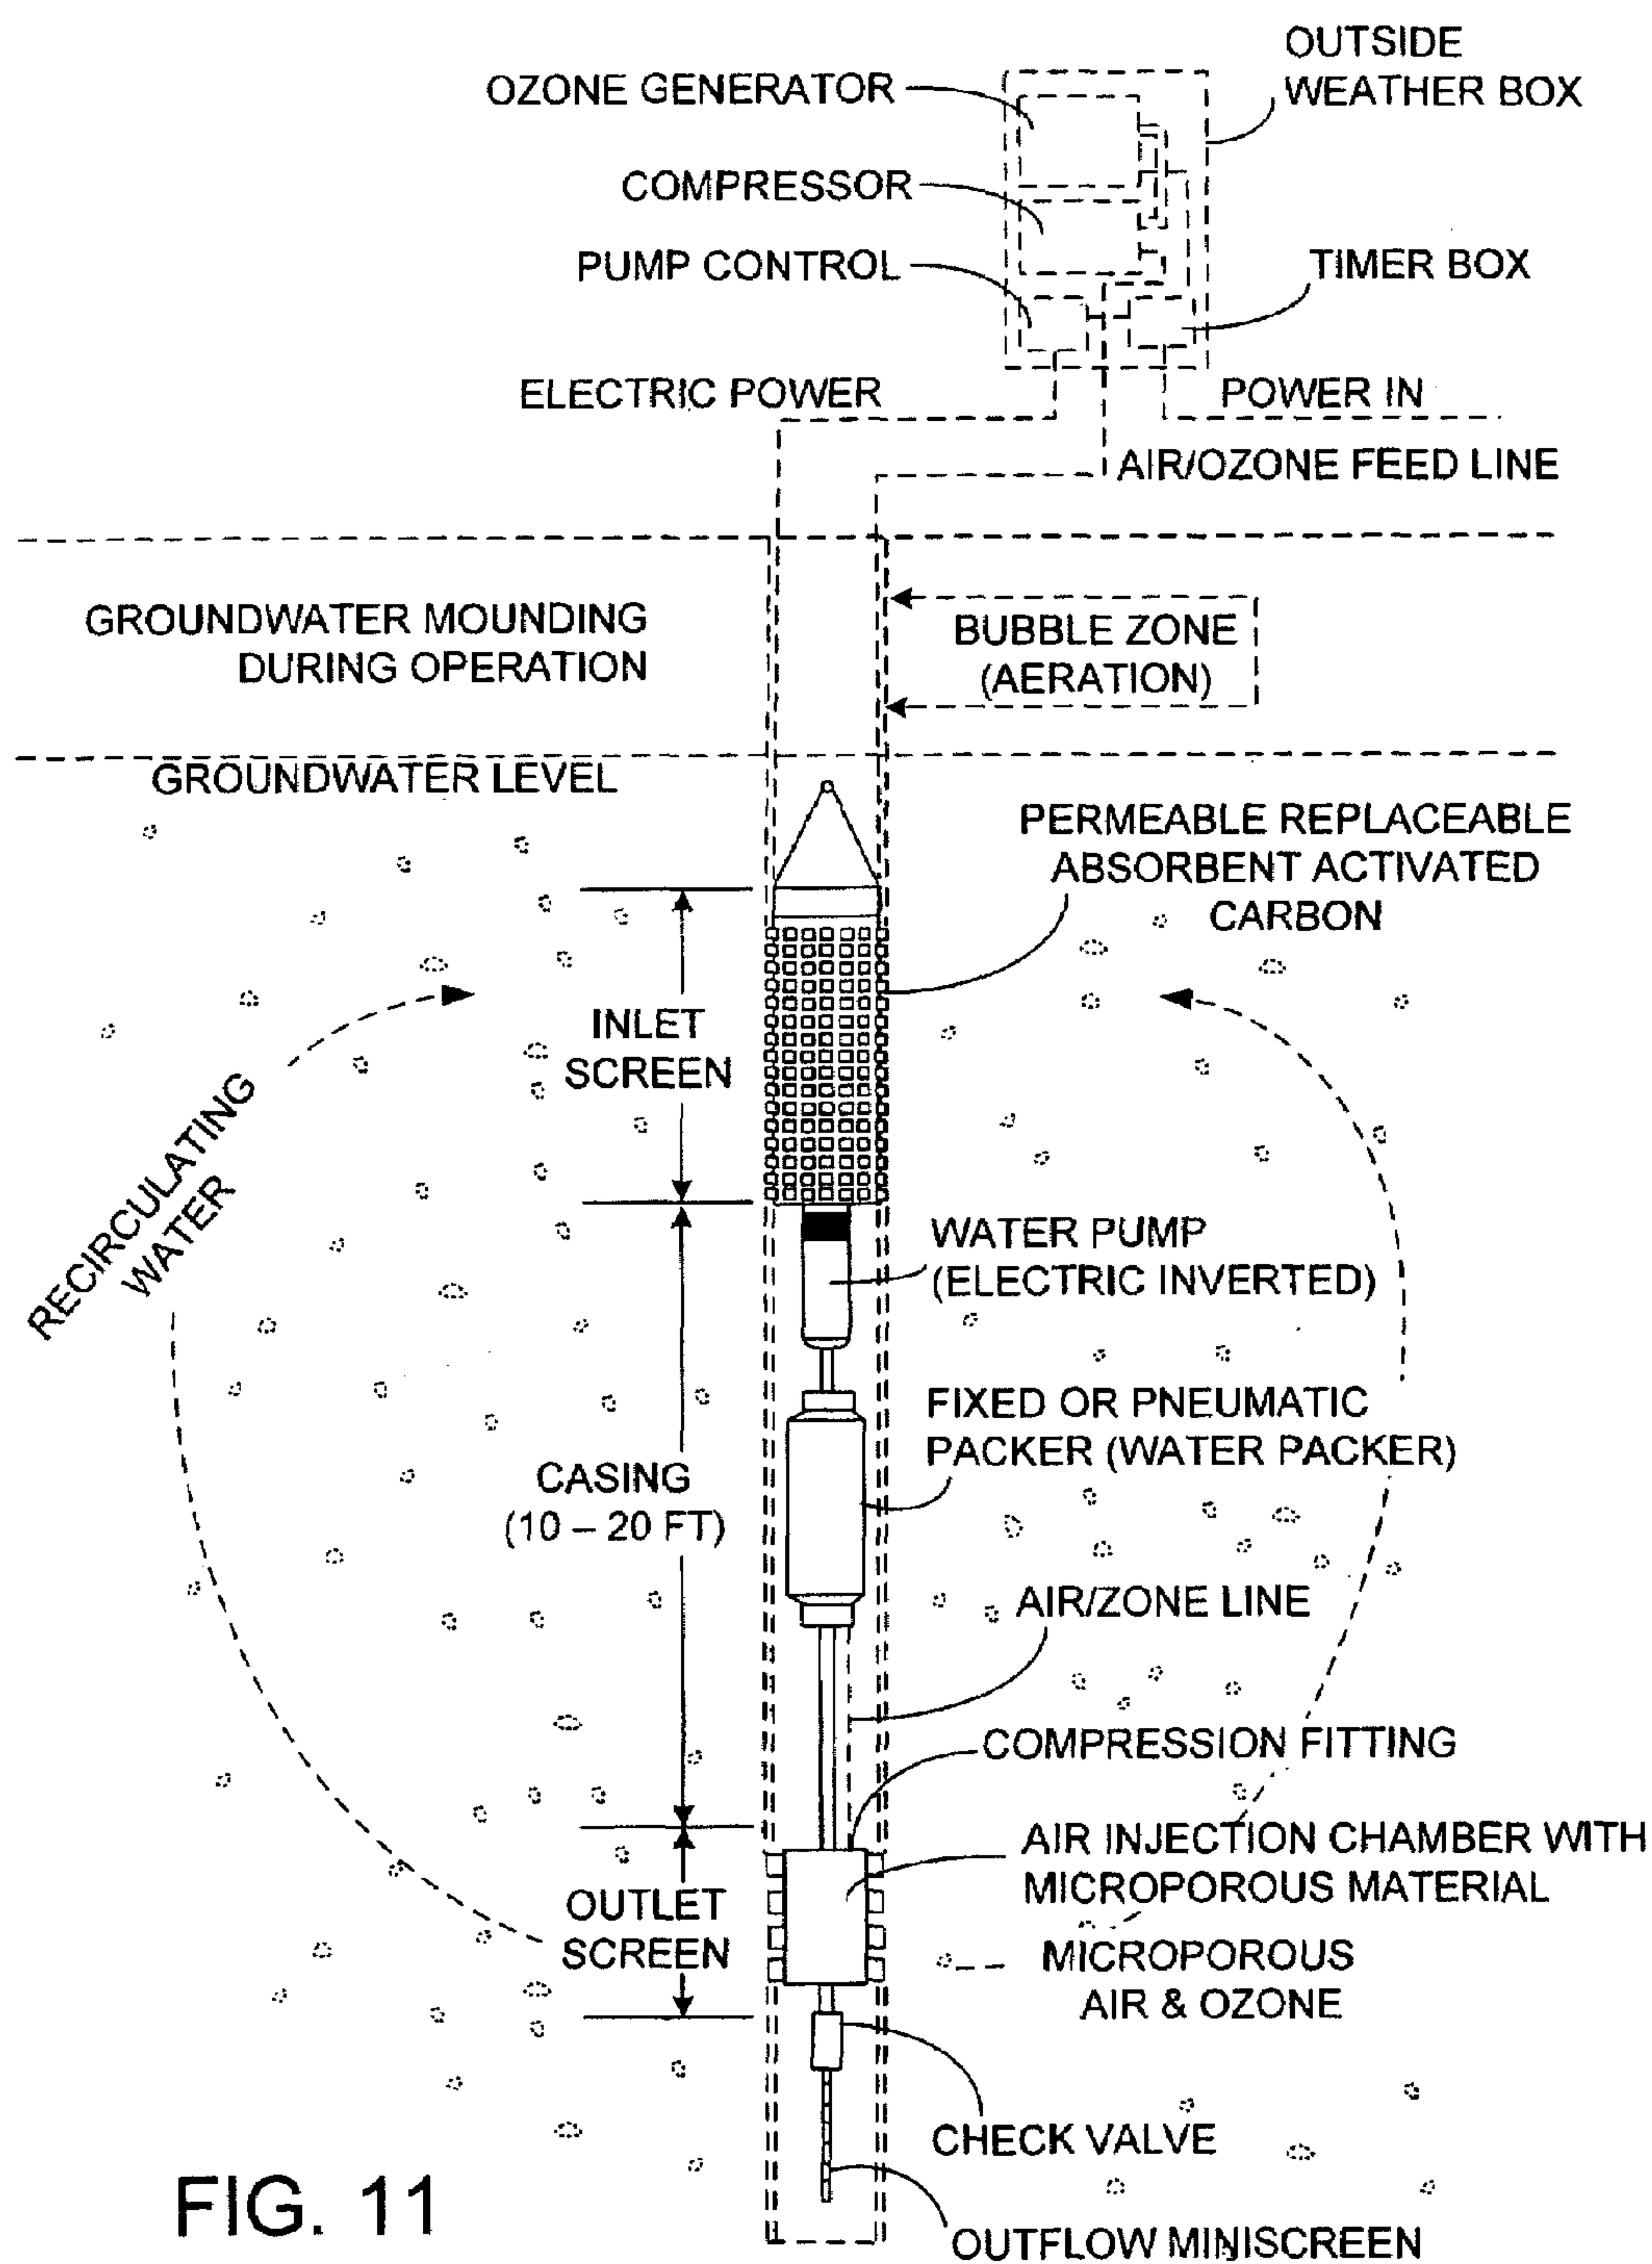 OUTSIDE
WEATHER BOX
OZONE GENERATOR
COMPRESSOR
PUMP CONTROL
TIMER BOX
ELECTRIC POWER
POWER IN
AIR/OZONE FEED LINE
GROUNDWATER MOUNDING
DURING OPERATION
BUBBLE ZONE
(AERATION)
GROUNDWATER LEVEL
PERMEABLE REPLACEABLE
ABSORBENT ACTIVATED
CARBON
INLET
SCREEN
RECIRCULATING
WATER
WATER PUMP
(ELECTRIC INVERTED)
FIXED OR PNEUMATIC
PACKER (WATER PACKER)
CASING
(10 – 20 FT)
AIR/ZONE LINE
COMPRESSION FITTING
AIR INJECTION CHAMBER WITH
MICROPOROUS MATERIAL
OUTLET
SCREEN
MICROPOROUS
AIR & OZONE
CHECK VALVE
OUTFLOW MINISCREEN
FIG. 11